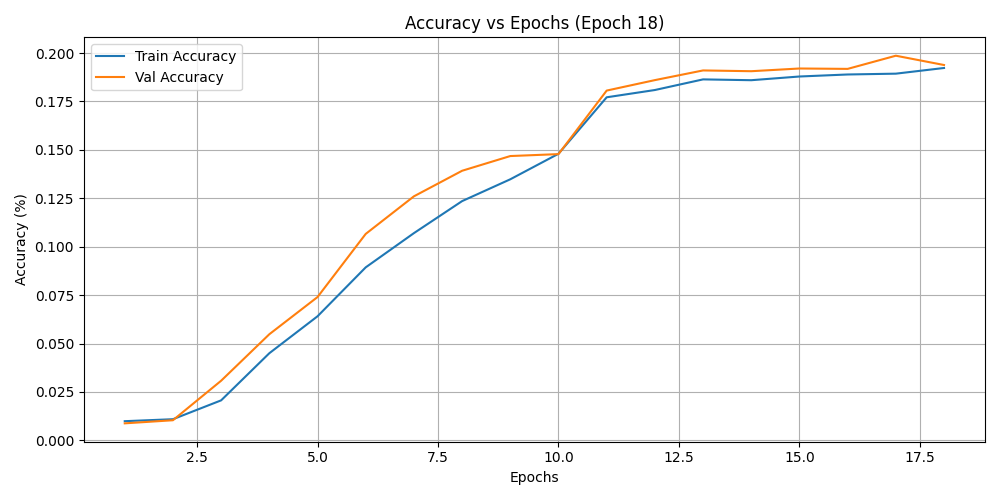 Accuracy vs Epochs (Epoch 18)
Train Accuracy
Val Accuracy
Accuracy (%)
0.200
0.175
0.150
0.125
0.100
0.075
0.050
0.025
0.000
2.5 5.0 7.5 10.0 12.5 15.0 17.5
Epochs